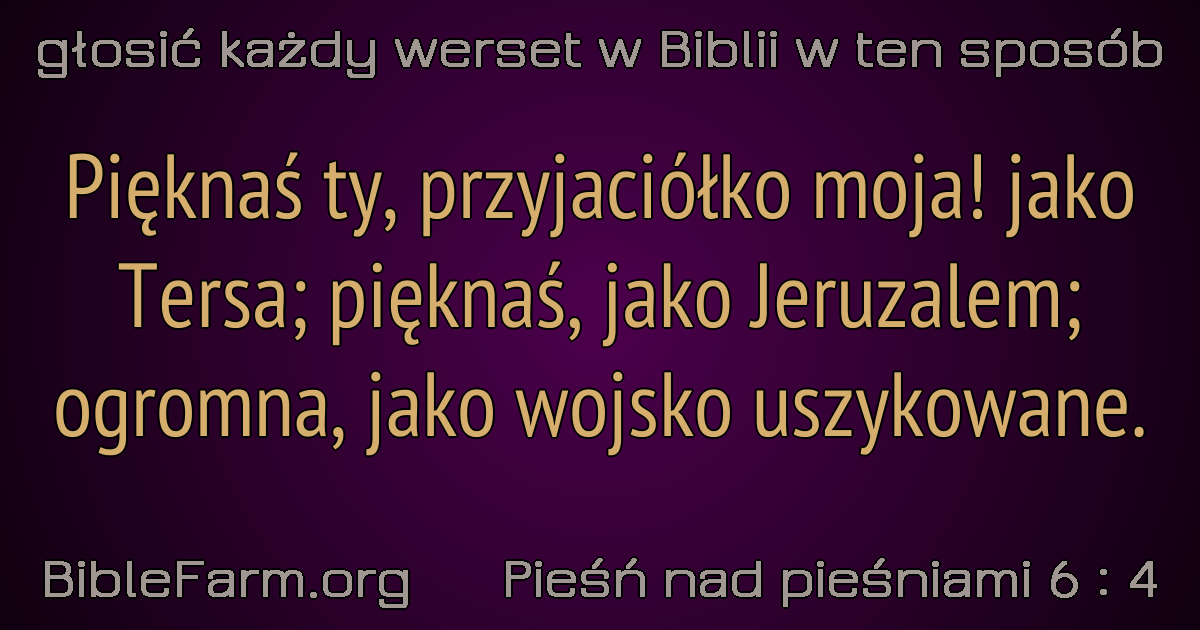 głosić każdy werset w Biblii w ten sposób
Pięknaś ty, przyjaciółko moja! jako
Tersa; pięknaś, jako Jeruzalem;
ogromna, jako wojsko uszykowane.
BibleFarm.org Pieśń nad pieśniami 6 : 4